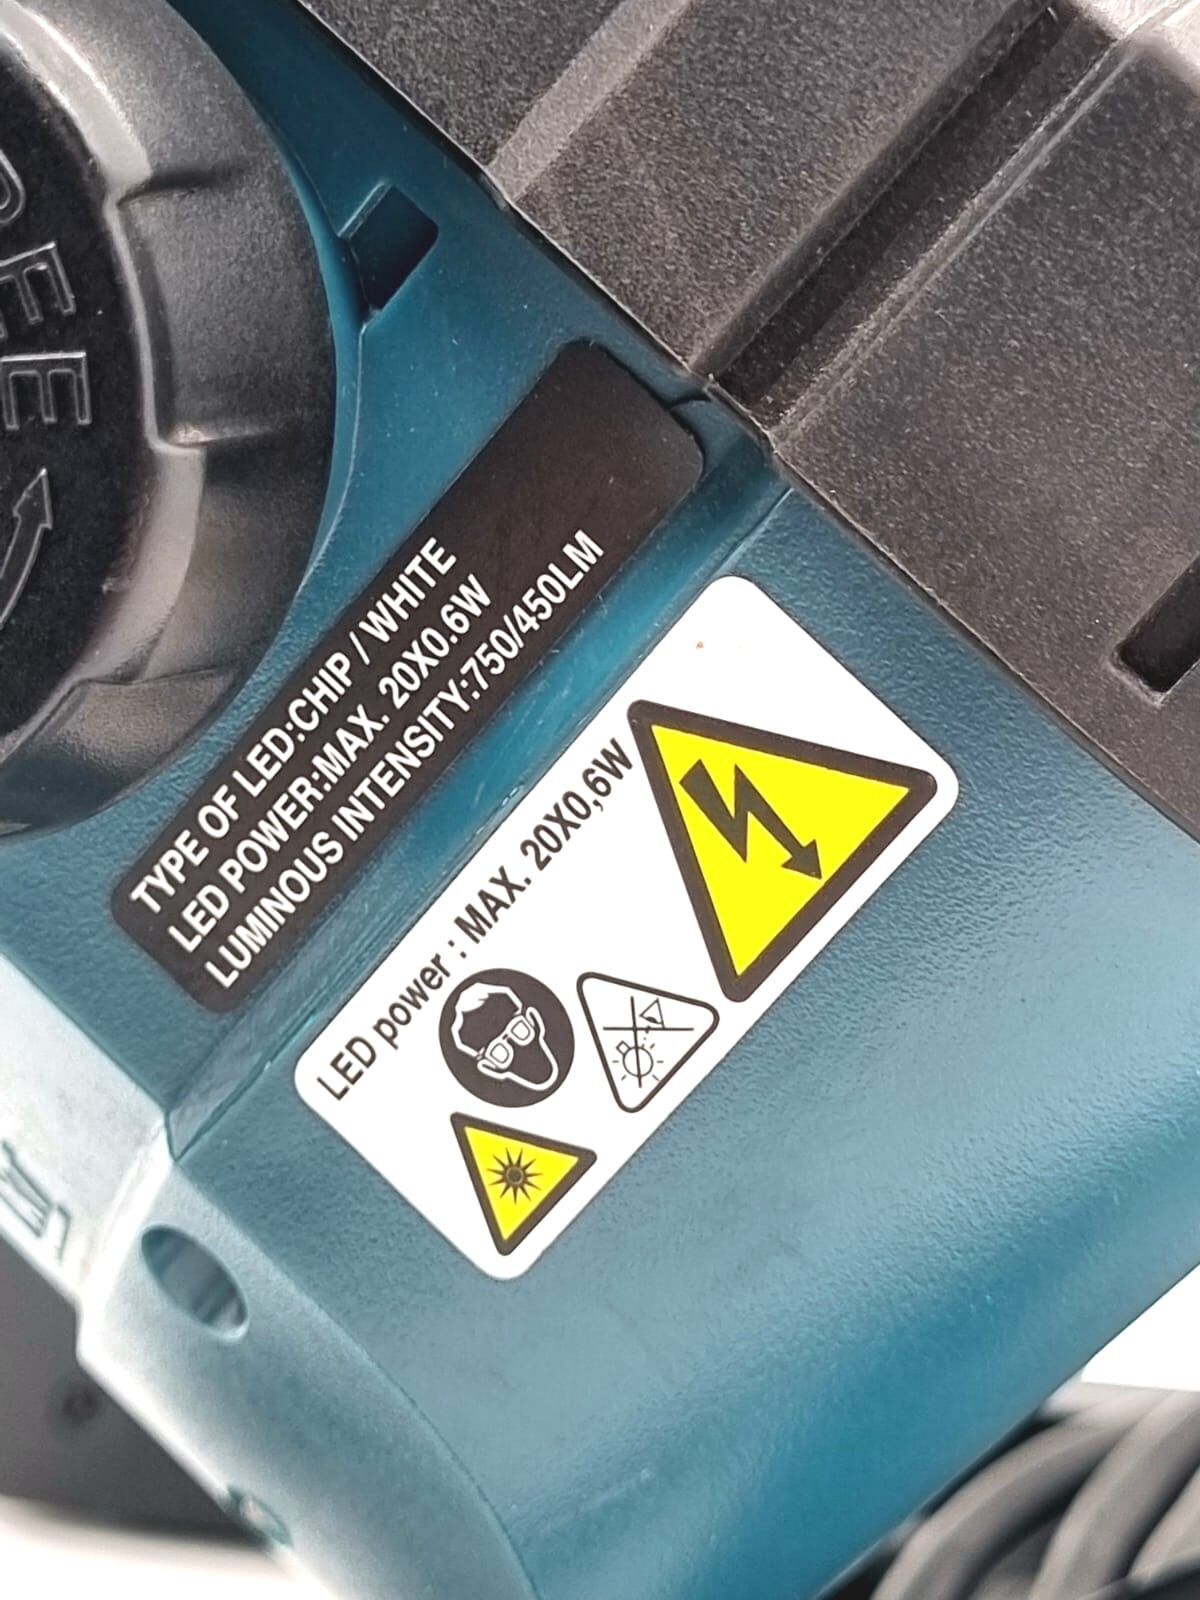 TYPE OF LED:CHIP / WHITE
LED POWER:MAX. 20X0.6W
LUMINOUS INTENSITY:750/450LM
LED power : MAX. 20X0,6W